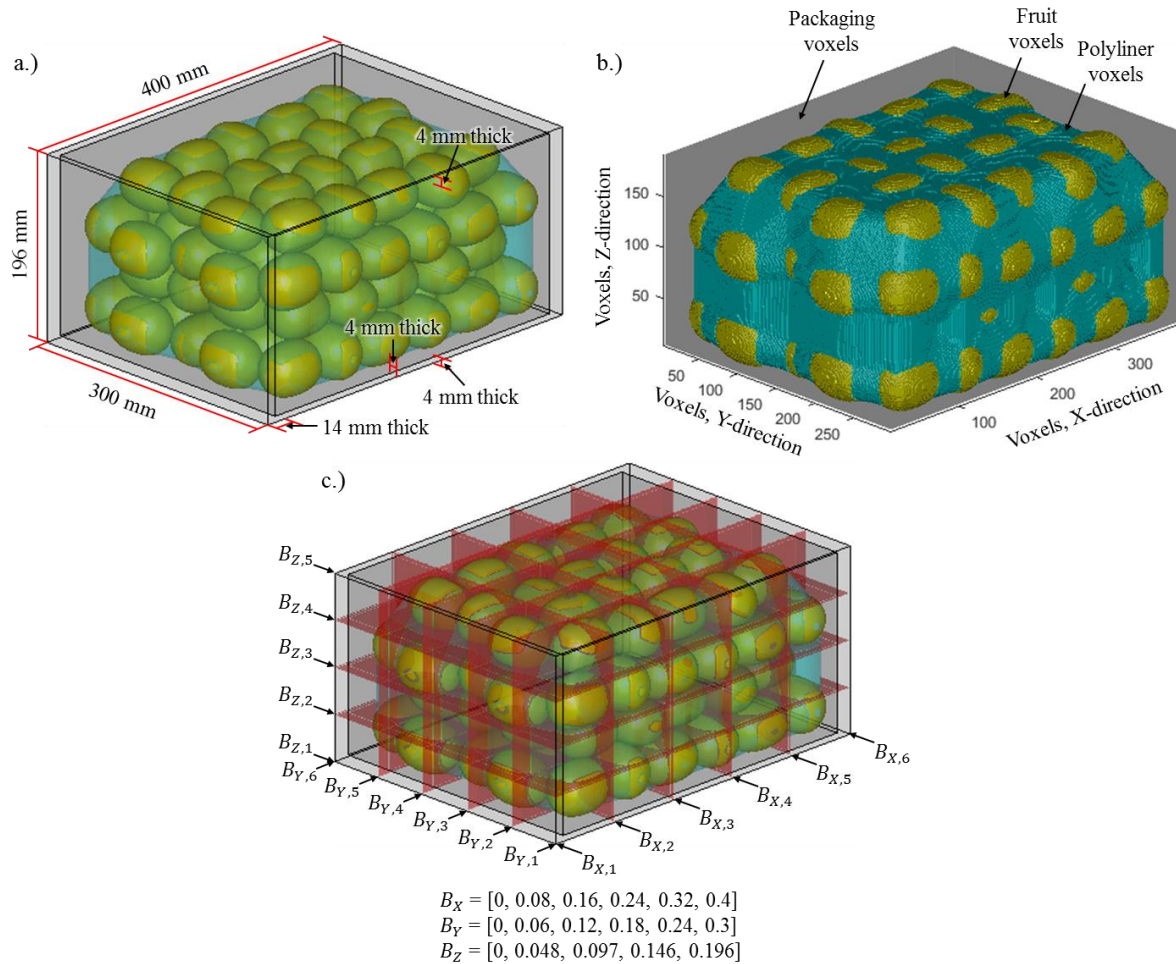 a.)
400 mm
4 mm thick
196 mm
4 mm thick
4 mm thick
300 mm
14 mm thick
b.)
Packaging
voxels
Fruit
voxels
Polyliner
voxels
Voxels, Z-direction
150
100
50
50
100
150
200
250
Voxels, Y-direction
100
200
300
Voxels, X-direction
c.)
B_{Z,5}
B_{Z,4}
B_{Z,3}
B_{Z,2}
B_{Z,1}
B_{Y,6}
B_{Y,5}
B_{Y,4}
B_{Y,3}
B_{Y,2}
B_{Y,1}
B_{X,1}
B_{X,2}
B_{X,3}
B_{X,4}
B_{X,5}
B_{X,6}
B_X = [0, 0.08, 0.16, 0.24, 0.32, 0.4]
B_Y = [0, 0.06, 0.12, 0.18, 0.24, 0.3]
B_Z = [0, 0.048, 0.097, 0.146, 0.196]